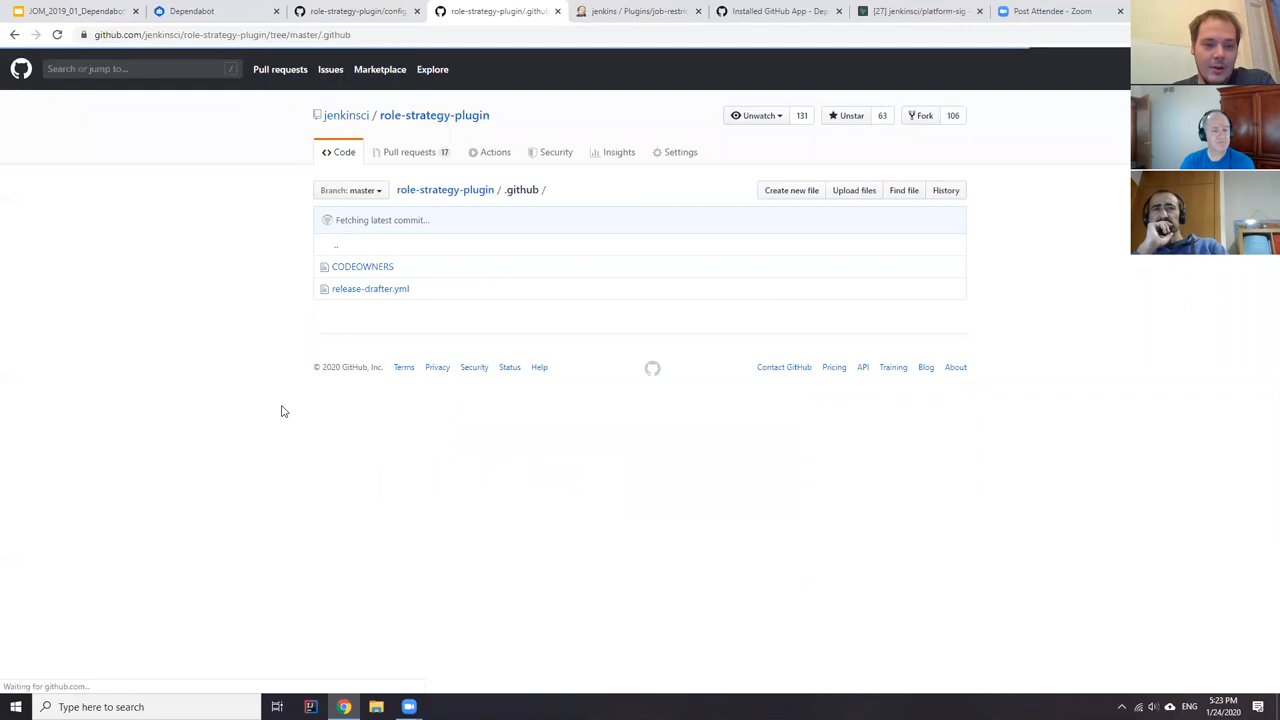 JOM_2019_01_Dependabot
Dependabot
role-strategy-plugin/config
role-strategy-plugin/.githul
jenkins / Plugins/job-restric
Installed GitHub App - Dep
[27] jenkinsci/platform-sig
Post Attendee - Zoom
github.com/jenkinsci/role-strategy-plugin/tree/master/.github
Search or jump to...
/
Pull requests
Issues
Marketplace
Explore
jenkinsci / role-strategy-plugin
Unwatch
131
Unstar
63
Fork
106
Code
Pull requests 17
Actions
Security
Insights
Settings
Branch: master
role-strategy-plugin / .github /
Create new file
Upload files
Find file
History
Fetching latest commit...
..
CODEOWNERS
release-drafter.yml
© 2020 GitHub, Inc.
Terms
Privacy
Security
Status
Help
Contact GitHub
Pricing
API
Training
Blog
About
Waiting for github.com...
Type here to search
ENG
5:23 PM
1/24/2020